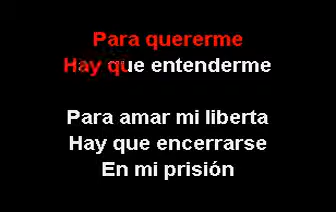 Para quererme
Hay que entenderme
Para amar mi liberta
Hay que encerrarse
En mi prisión